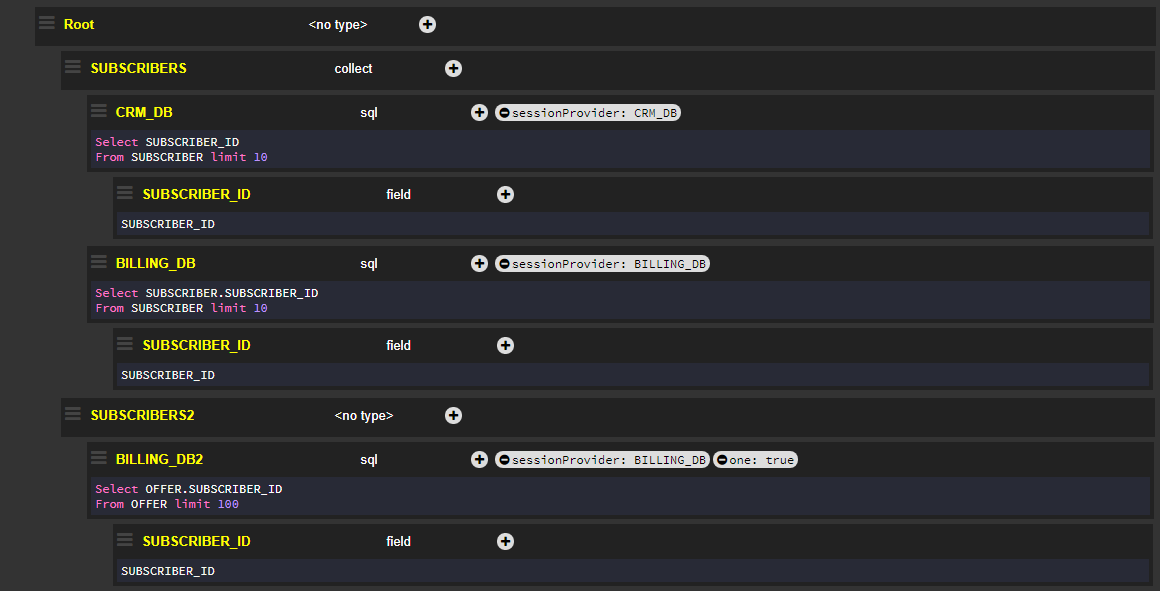 Root <no type>
SUBSCRIBERS collect
CRM_DB sql sessionProvider: CRM_DB
Select SUBSCRIBER_ID
From SUBSCRIBER limit 10
SUBSCRIBER_ID field
SUBSCRIBER_ID
BILLING_DB sql sessionProvider: BILLING_DB
Select SUBSCRIBER.SUBSCRIBER_ID
From SUBSCRIBER limit 10
SUBSCRIBER_ID field
SUBSCRIBER_ID
SUBSCRIBERS2 <no type>
BILLING_DB2 sql sessionProvider: BILLING_DB one: true
Select OFFER.SUBSCRIBER_ID
From OFFER limit 100
SUBSCRIBER_ID field
SUBSCRIBER_ID